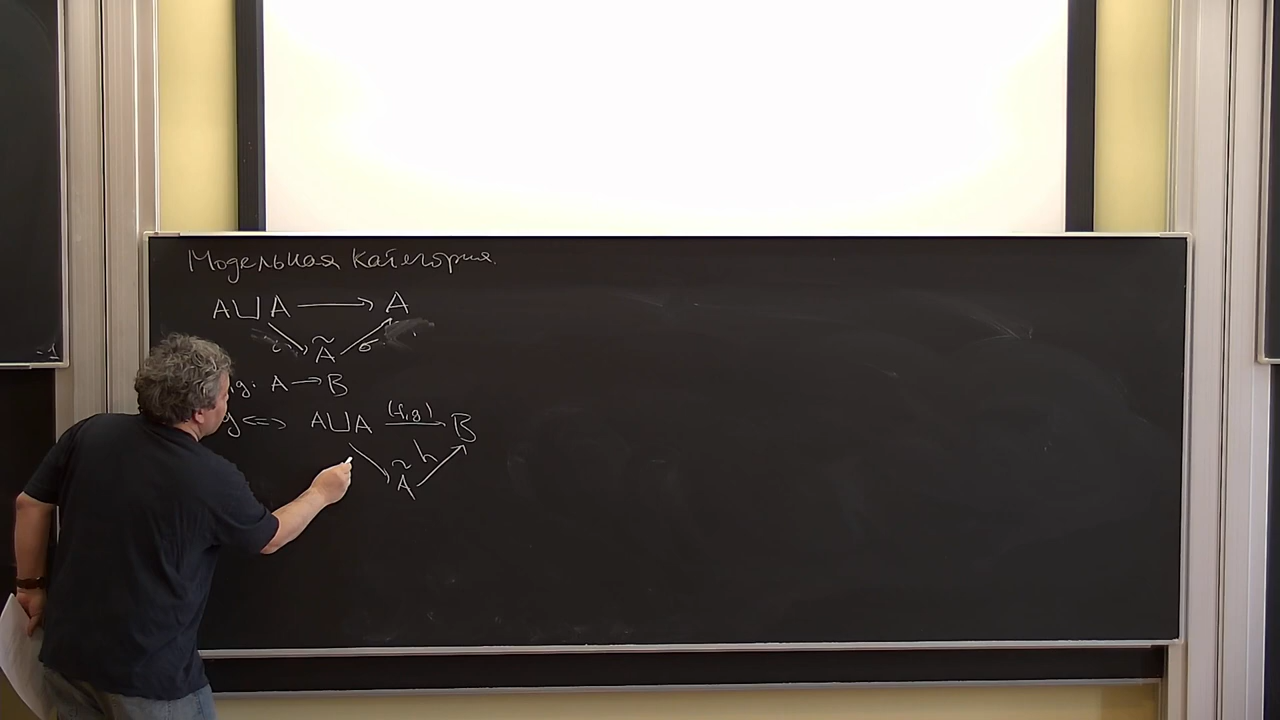 Модельная категория.
A⊔A ⟶ A
i Ã σ
,g: A → B
g <=> A⊔A (f,g) B
h
Ã